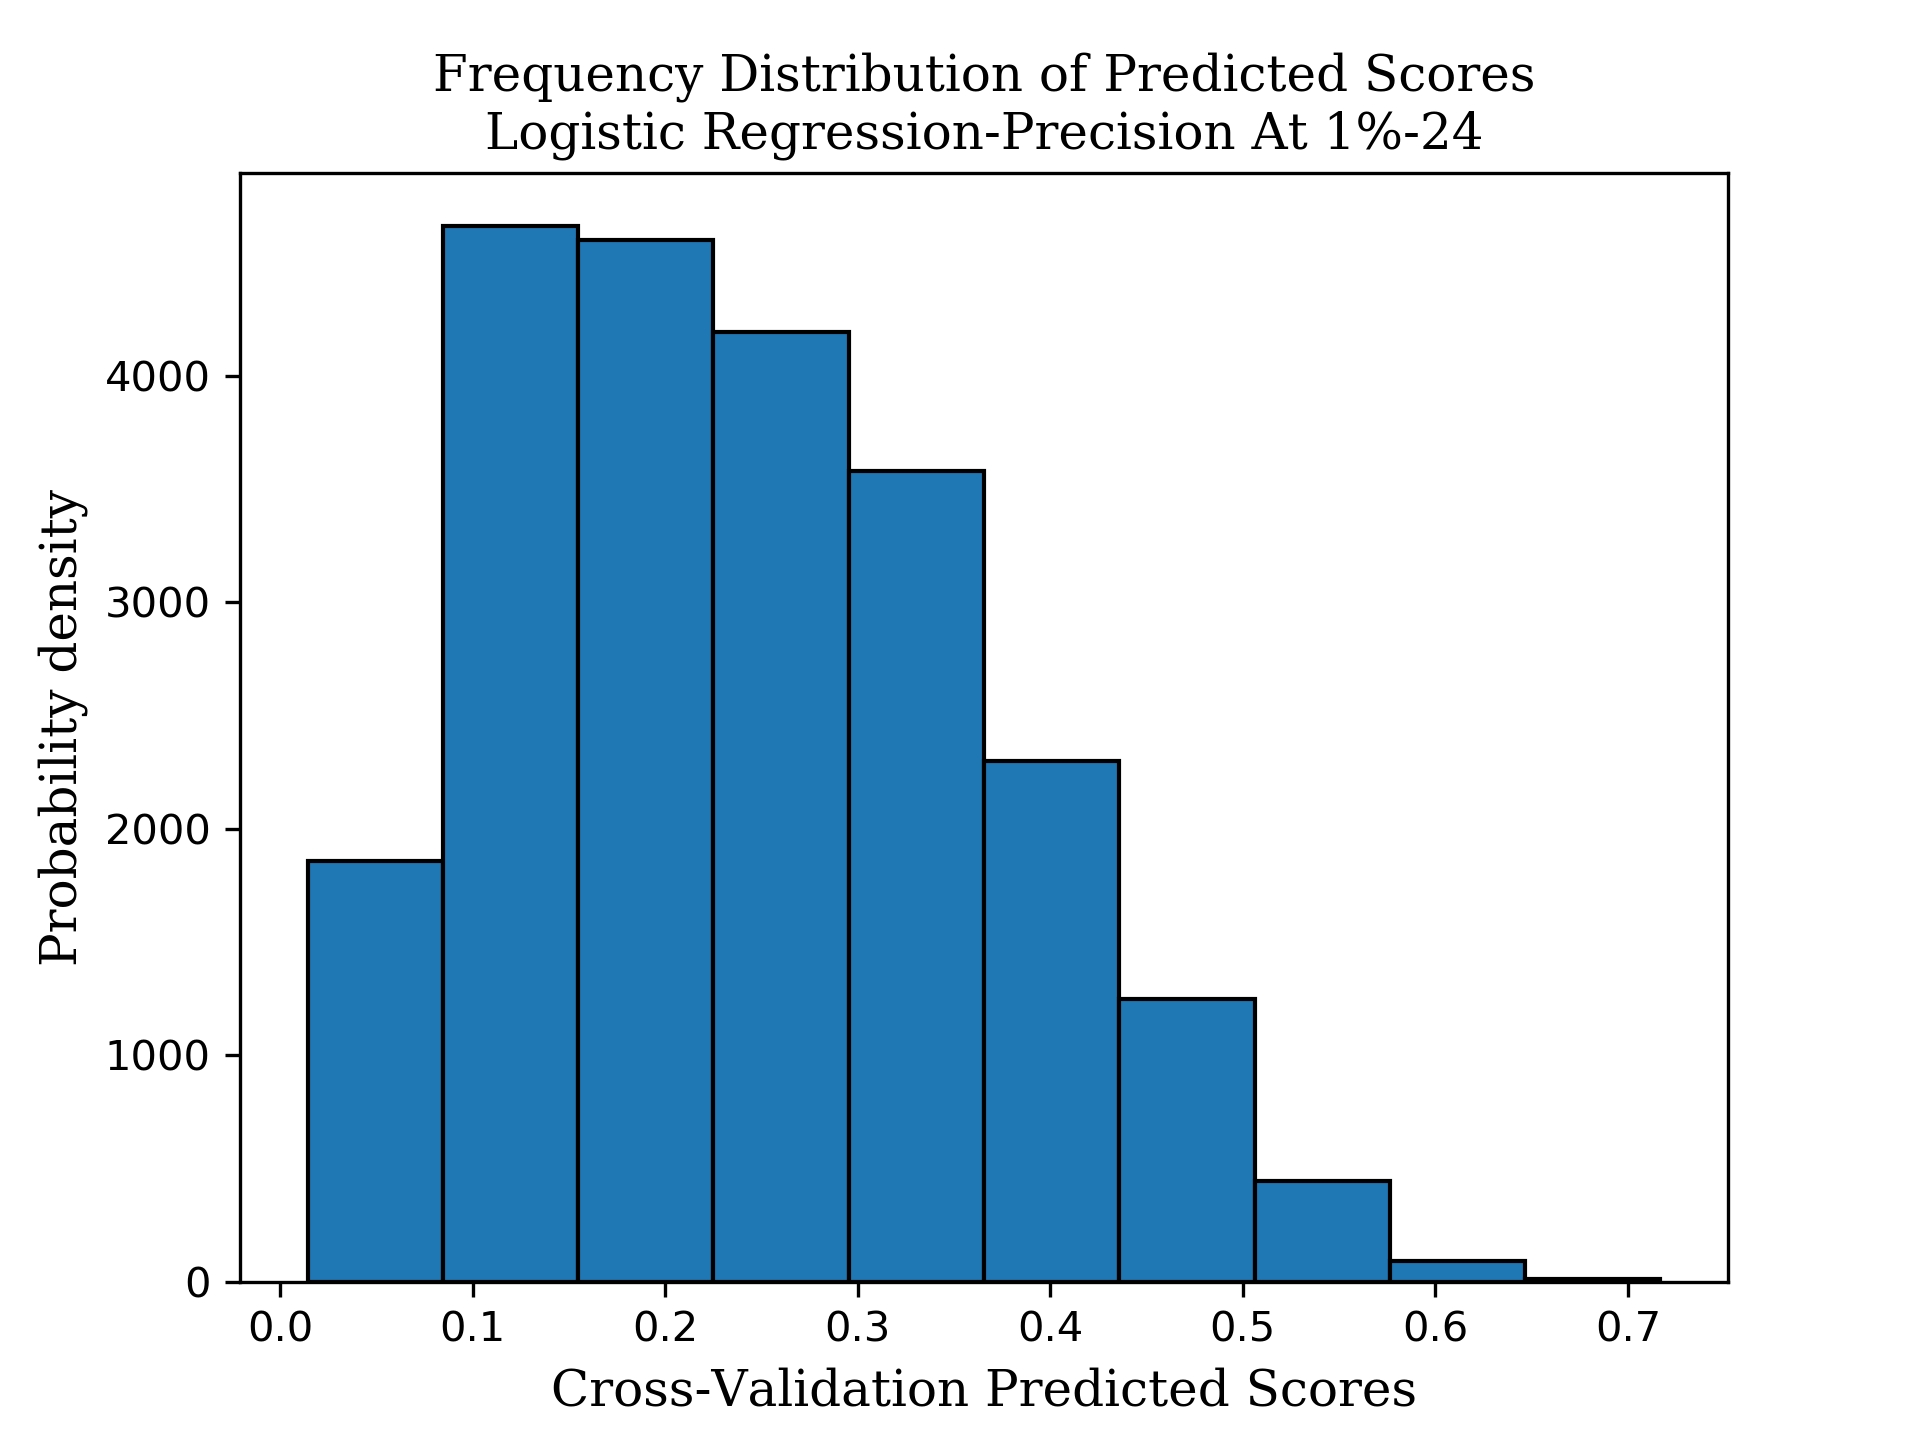 Frequency Distribution of Predicted Scores
Logistic Regression-Precision At 1%-24
Probability density
4000
3000
2000
1000
0
0.0 0.1 0.2 0.3 0.4 0.5 0.6 0.7
Cross-Validation Predicted Scores